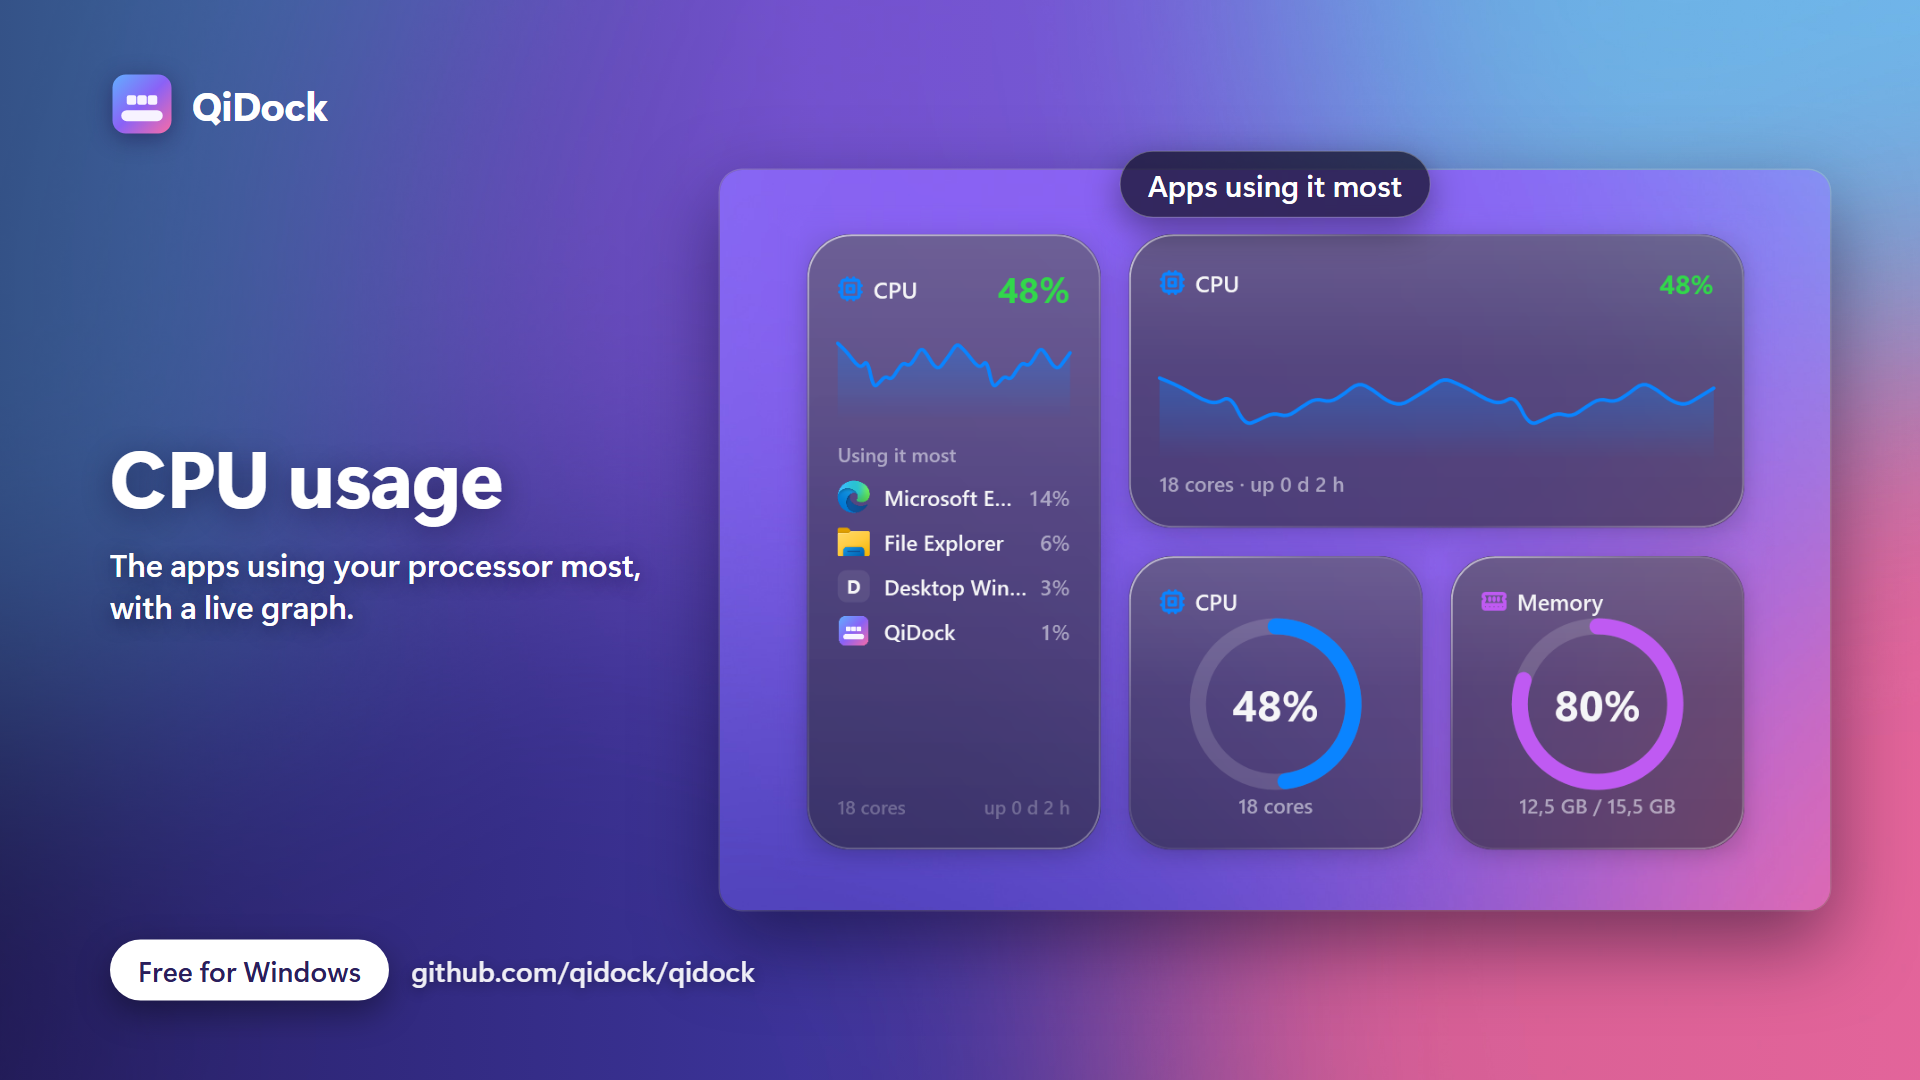 QiDock
CPU usage
The apps using your processor most,
with a live graph.
Free for Windows
github.com/qidock/qidock
Apps using it most
CPU 48%
Using it most
Microsoft E... 14%
File Explorer 6%
D Desktop Win... 3%
QiDock 1%
18 cores up 0 d 2 h
CPU 48%
18 cores · up 0 d 2 h
CPU
48%
18 cores
Memory
80%
12,5 GB / 15,5 GB